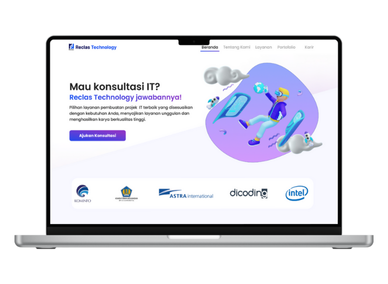 Reclas Technology
Beranda Tentang Kami Layanan Portofolio Karir
Mau konsultasi IT?
Reclas Technology jawabannya!
Pilihan layanan pembuatan projek IT terbaik yang disesuaikan
dengan kebutuhan Anda, menyajikan layanan unggulan dan
menghasilkan karya berkualitas tinggi.
Ajukan Konsultasi
KOMINFO
ASTRA international
dicoding
intel